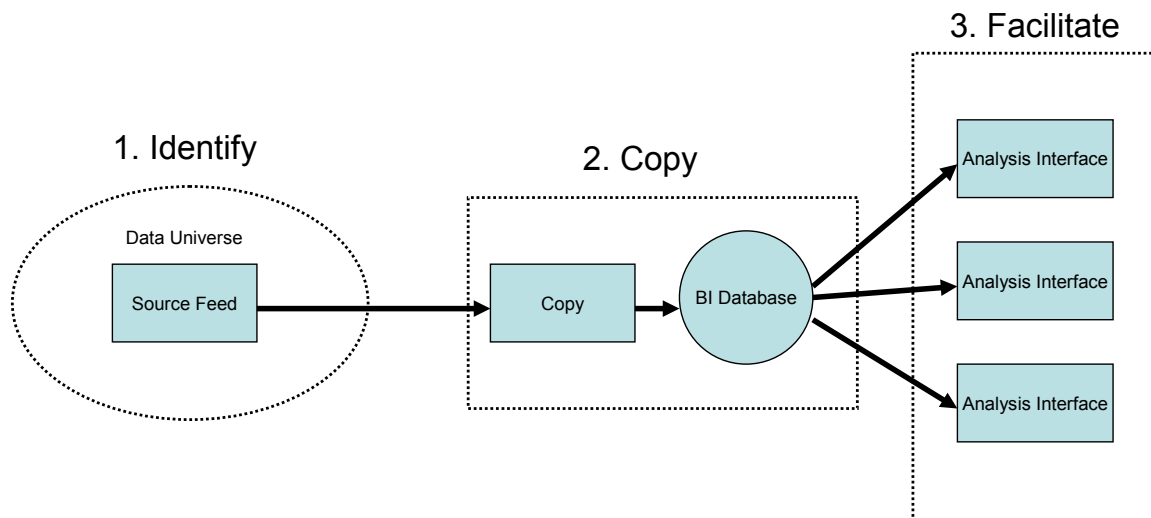 1. Identify
Data Universe
Source Feed
2. Copy
Copy
BI Database
3. Facilitate
Analysis Interface
Analysis Interface
Analysis Interface